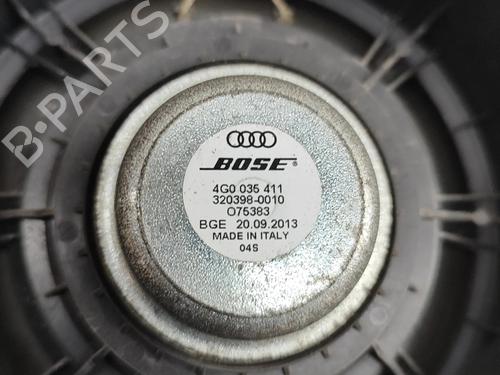 BOSE
4G0 035 411
320398-0010
O75383
BGE 20.09.2013
MADE IN ITALY
04S
B-PARTS